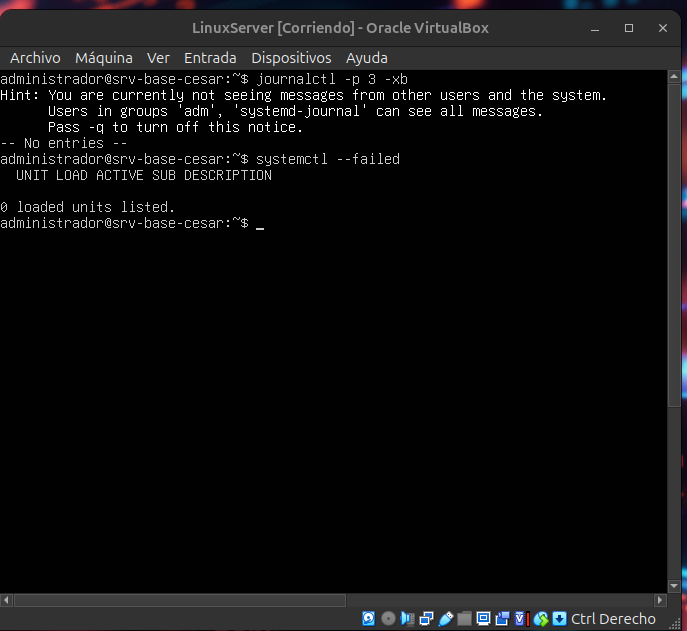 LinuxServer [Corriendo] - Oracle VirtualBox
Archivo Máquina Ver Entrada Dispositivos Ayuda
administrador@srv-base-cesar:~$ journalctl -p 3 -xb
Hint: You are currently not seeing messages from other users and the system.
      Users in groups 'adm', 'systemd-journal' can see all messages.
      Pass -q to turn off this notice.
-- No entries --
administrador@srv-base-cesar:~$ systemctl --failed
  UNIT LOAD ACTIVE SUB DESCRIPTION
0 loaded units listed.
administrador@srv-base-cesar:~$ _
Ctrl Derecho